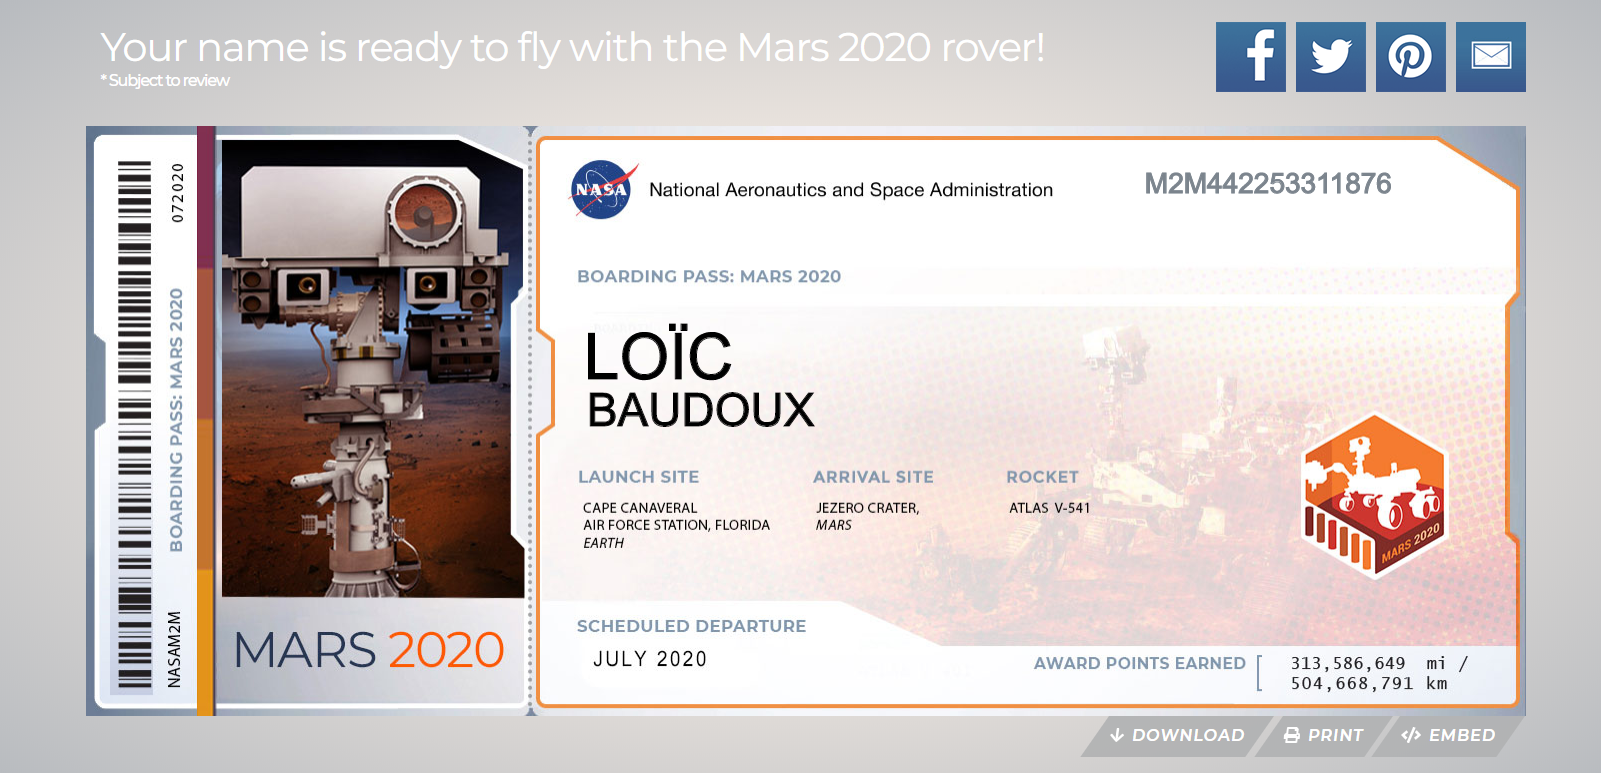 Your name is ready to fly with the Mars 2020 rover!
* Subject to review
072020
BOARDING PASS: MARS 2020
NASAM2M
MARS 2020
NASA
National Aeronautics and Space Administration
M2M442253311876
BOARDING PASS: MARS 2020
LOÏC
BAUDOUX
LAUNCH SITE
CAPE CANAVERAL
AIR FORCE STATION, FLORIDA
EARTH
ARRIVAL SITE
JEZERO CRATER,
MARS
ROCKET
ATLAS V-541
MARS 2020
SCHEDULED DEPARTURE
JULY 2020
AWARD POINTS EARNED
313,586,649 mi /
504,668,791 km
DOWNLOAD
PRINT
EMBED